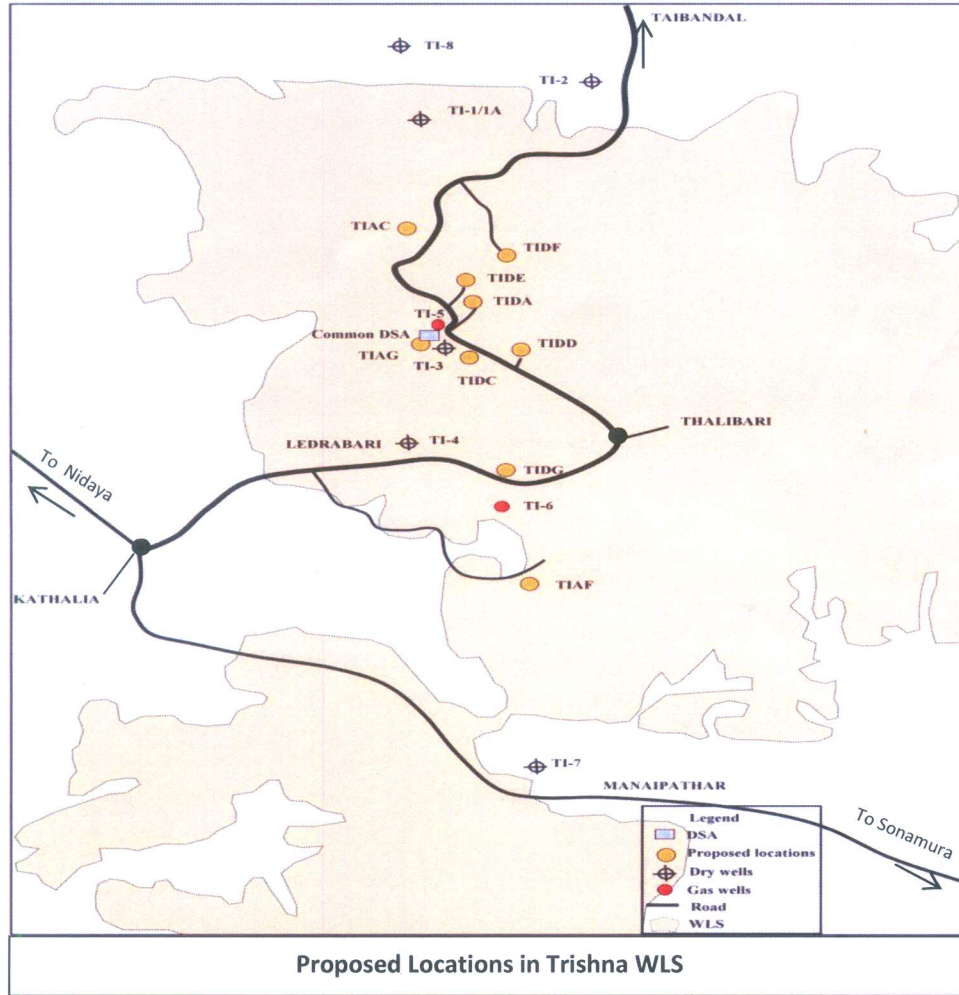 TAIBANDAL
TI-8
TI-2
TI-1/1A
TIAC
TIDF
TIDE
TIDA
TI-5
Common DSA
TIAG
TI-3
TIDC
TIDD
THALIBARI
LEDRABARI
TI-4
TIDG
To Nidaya
TI-6
KATHALIA
TIAF
TI-7
MANAIPATHAR
To Sonamura
Legend
DSA
Proposed locations
Dry wells
Gas wells
Road
WLS
Proposed Locations in Trishna WLS